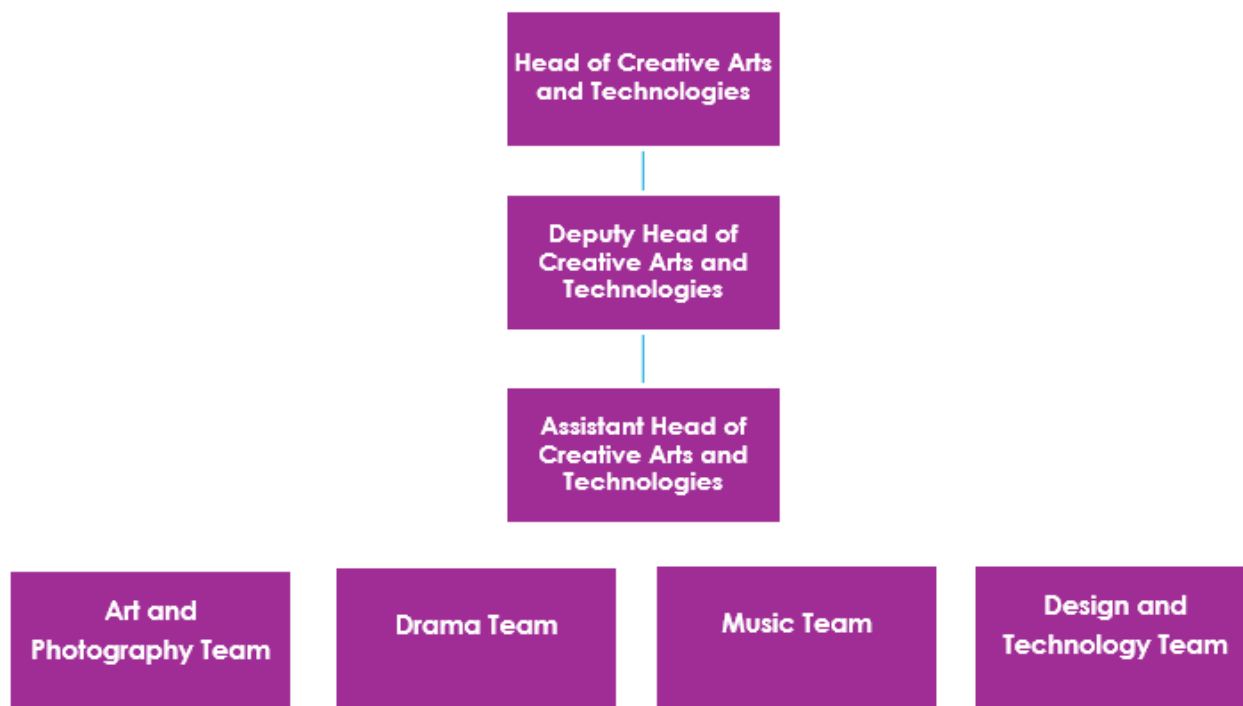 Head of Creative Arts
and Technologies
Deputy Head of
Creative Arts and
Technologies
Assistant Head of
Creative Arts and
Technologies
Art and
Photography Team
Drama Team
Music Team
Design and
Technology Team